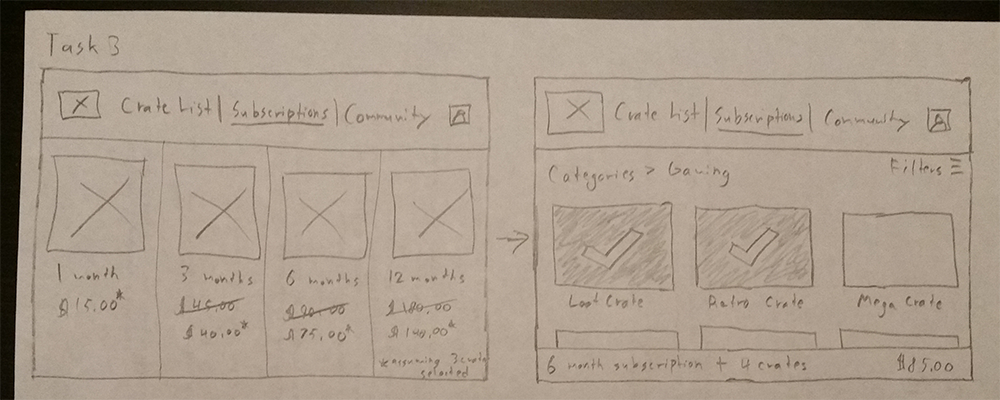 Task 3
Crate List | Subscriptions | Community
1 month
$15.00*
3 months
$45.00
$40.00*
6 months
$90.00
$75.00*
12 months
$180.00
$140.00*
*assuming 3 crates
selected
Crate List | Subscriptions | Community
Categories > Gaming
Filters
Loot Crate
Retro Crate
Mega Crate
6 month subscription + 4 crates
$85.00